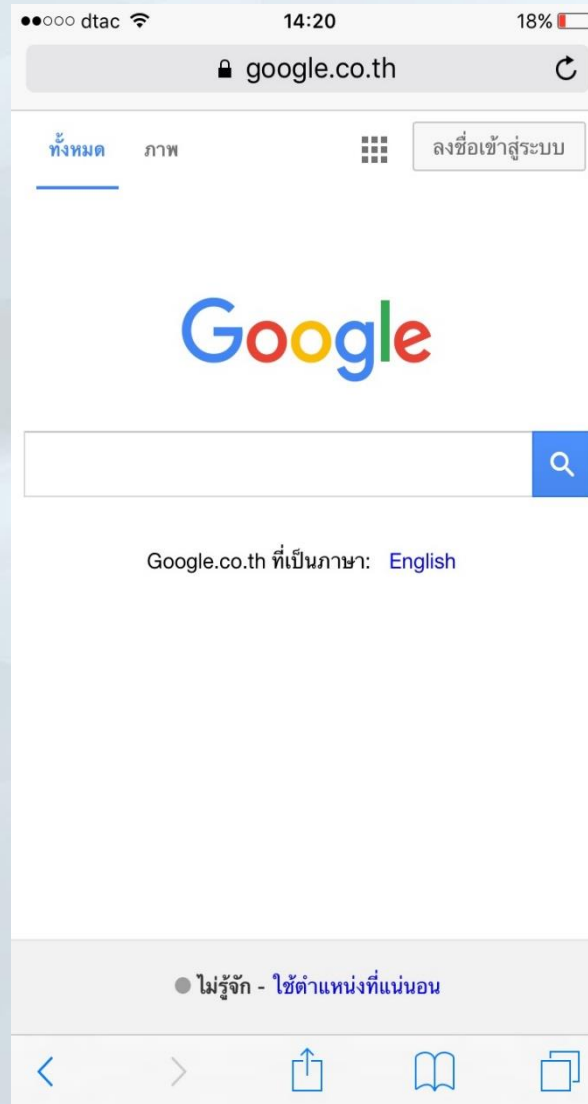 dtac 14:20 18%
google.co.th
ทั้งหมด ภาพ ลงชื่อเข้าสู่ระบบ
Google
Google.co.th ที่เป็นภาษา: English
ไม่รู้จัก - ใช้ตำแหน่งที่แน่นอน